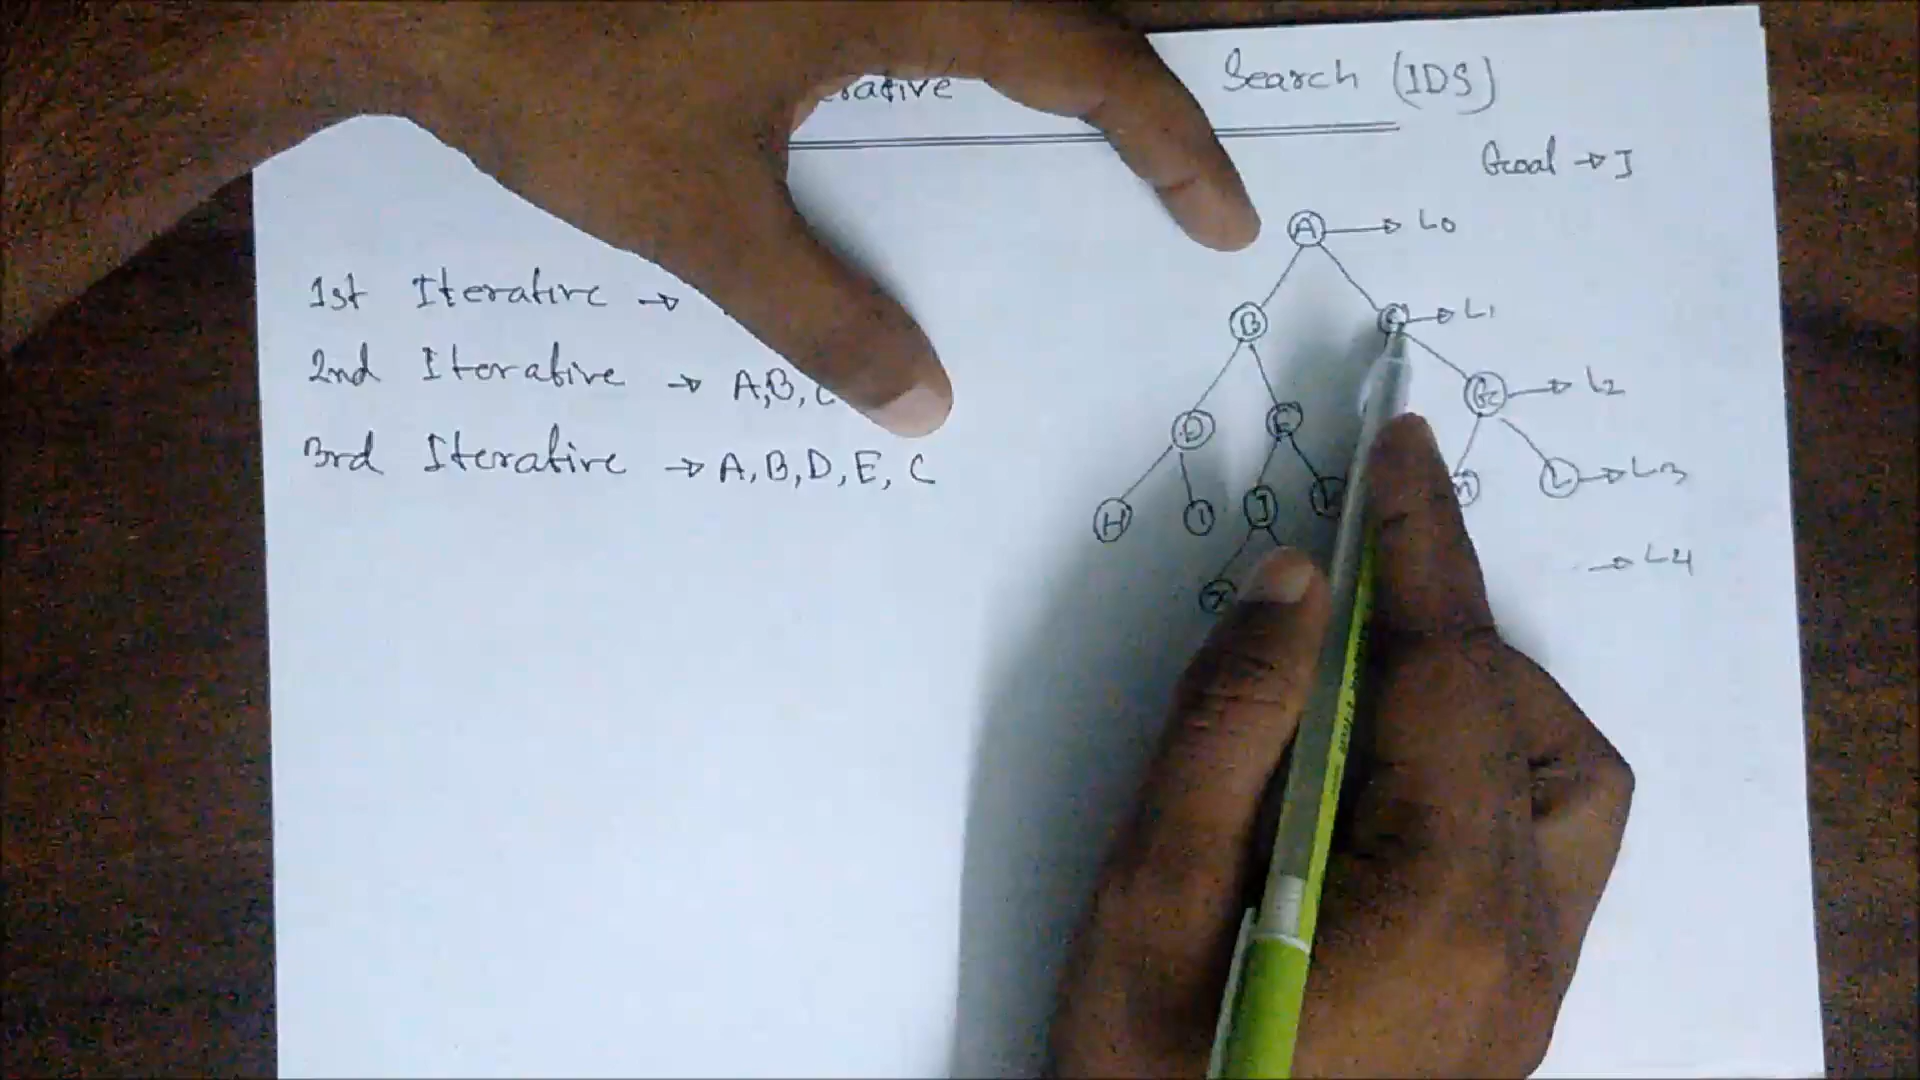 Search (IDS)
Goal → J
A → L0
1st Iterative →
B C → L1
2nd Iterative → A, B, C
D E G → L2
3rd Iterative → A, B, D, E, C
H I J L → L3
→ L4
X